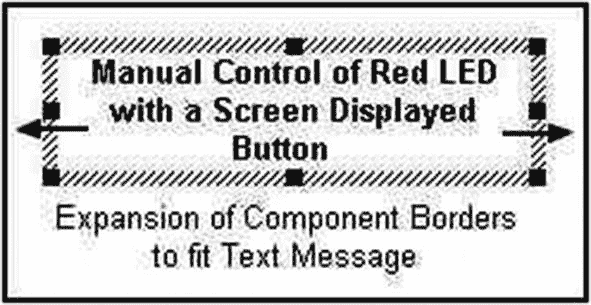 Manual Control of Red LED
with a Screen Displayed
Button
Expansion of Component Borders
to fit Text Message